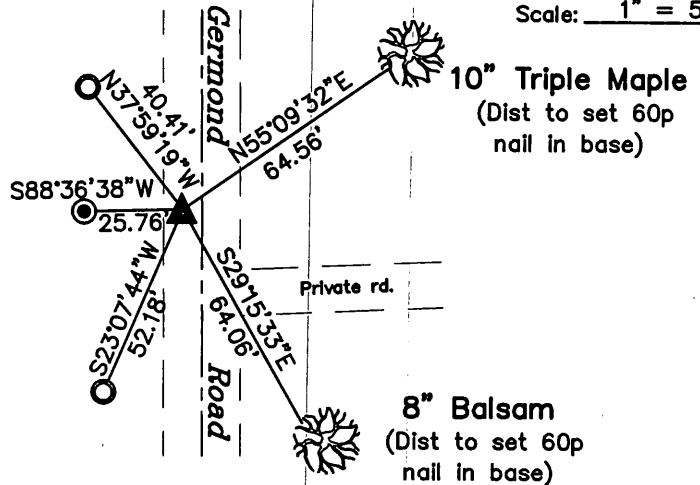 Scale: 1" = 5
Germond
Road
40.41'
N37°59'19"W
N55°09'32"E
64.56'
10" Triple Maple
(Dist to set 60p
nail in base)
S88°36'38"W
25.76'
S23°07'44"W
52.18'
S29°15'33"E
64.06'
Private rd.
8" Balsam
(Dist to set 60p
nail in base)